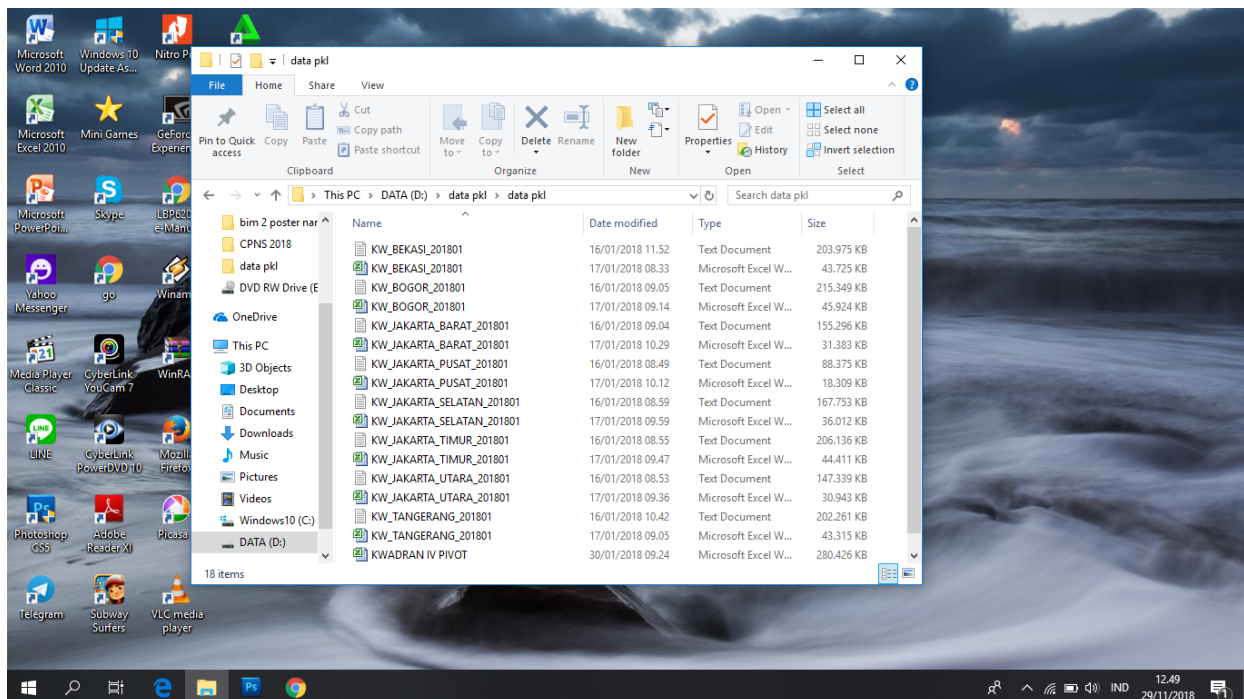 Microsoft Word 2010
Windows 10 Update As...
Nitro P
data pkl
File Home Share View
Pin to Quick access
Copy
Paste
Cut
Copy path
Paste shortcut
Move to
Copy to
Delete
Rename
New folder
Properties
Open
Edit
History
Select all
Select none
Invert selection
Clipboard Organize New Open Select
This PC > DATA (D:) > data pkl > data pkl
Search data pkl
Name Date modified Type Size
KW_BEKASI_201801 16/01/2018 11.52 Text Document 203.975 KB
KW_BEKASI_201801 17/01/2018 08.33 Microsoft Excel W... 43.725 KB
KW_BOGOR_201801 16/01/2018 09.05 Text Document 215.349 KB
KW_BOGOR_201801 17/01/2018 09.14 Microsoft Excel W... 45.924 KB
KW_JAKARTA_BARAT_201801 16/01/2018 09.04 Text Document 155.296 KB
KW_JAKARTA_BARAT_201801 17/01/2018 10.29 Microsoft Excel W... 31.383 KB
KW_JAKARTA_PUSAT_201801 16/01/2018 08.49 Text Document 88.375 KB
KW_JAKARTA_PUSAT_201801 17/01/2018 10.12 Microsoft Excel W... 18.309 KB
KW_JAKARTA_SELATAN_201801 16/01/2018 08.59 Text Document 167.753 KB
KW_JAKARTA_SELATAN_201801 17/01/2018 09.59 Microsoft Excel W... 36.012 KB
KW_JAKARTA_TIMUR_201801 16/01/2018 08.55 Text Document 206.136 KB
KW_JAKARTA_TIMUR_201801 17/01/2018 09.47 Microsoft Excel W... 44.411 KB
KW_JAKARTA_UTARA_201801 16/01/2018 08.53 Text Document 147.339 KB
KW_JAKARTA_UTARA_201801 17/01/2018 09.36 Microsoft Excel W... 30.943 KB
KW_TANGERANG_201801 16/01/2018 10.42 Text Document 202.261 KB
KW_TANGERANG_201801 17/01/2018 09.05 Microsoft Excel W... 43.315 KB
KWADRAN IV PIVOT 30/01/2018 09.24 Microsoft Excel W... 280.426 KB
bim 2 poster nar
CPNS 2018
data pkl
DVD RW Drive (E
OneDrive
This PC
3D Objects
Desktop
Documents
Downloads
Music
Pictures
Videos
Windows10 (C:)
DATA (D:)
18 items
Microsoft Excel 2010
Mini Games
GeForc Experien
Microsoft PowerPoi...
Skype
LBP620 e-Manu
Yahoo Messenger
go
Winam
Media Player Classic
CyberLink YouCam 7
WinRA
LINE
CyberLink PowerDVD 10
Mozill Firefo
Photoshop CS5
Adobe Reader XI
Picasa
Telegram
Subway Surfers
VLC media player
IND
12.49
29/11/2018